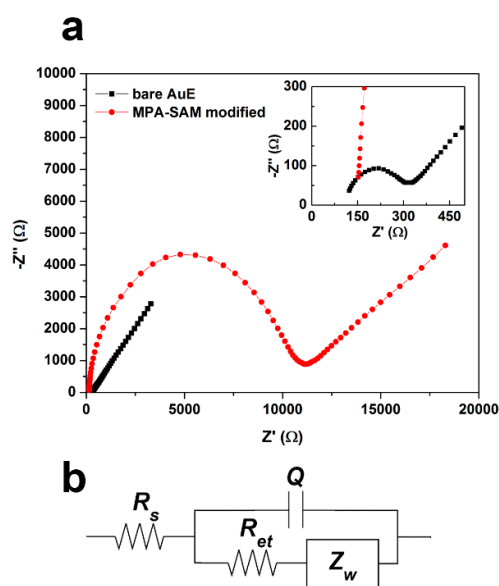 a
bare AuE
MPA-SAM modified
-Z'' (Ω)
10000
9000
8000
7000
6000
5000
4000
3000
2000
1000
0
0 5000 10000 15000 20000
Z' (Ω)
-Z'' (Ω)
300
200
100
0
0 150 300 450
Z' (Ω)
b
Q
Rs
Ret
Zw